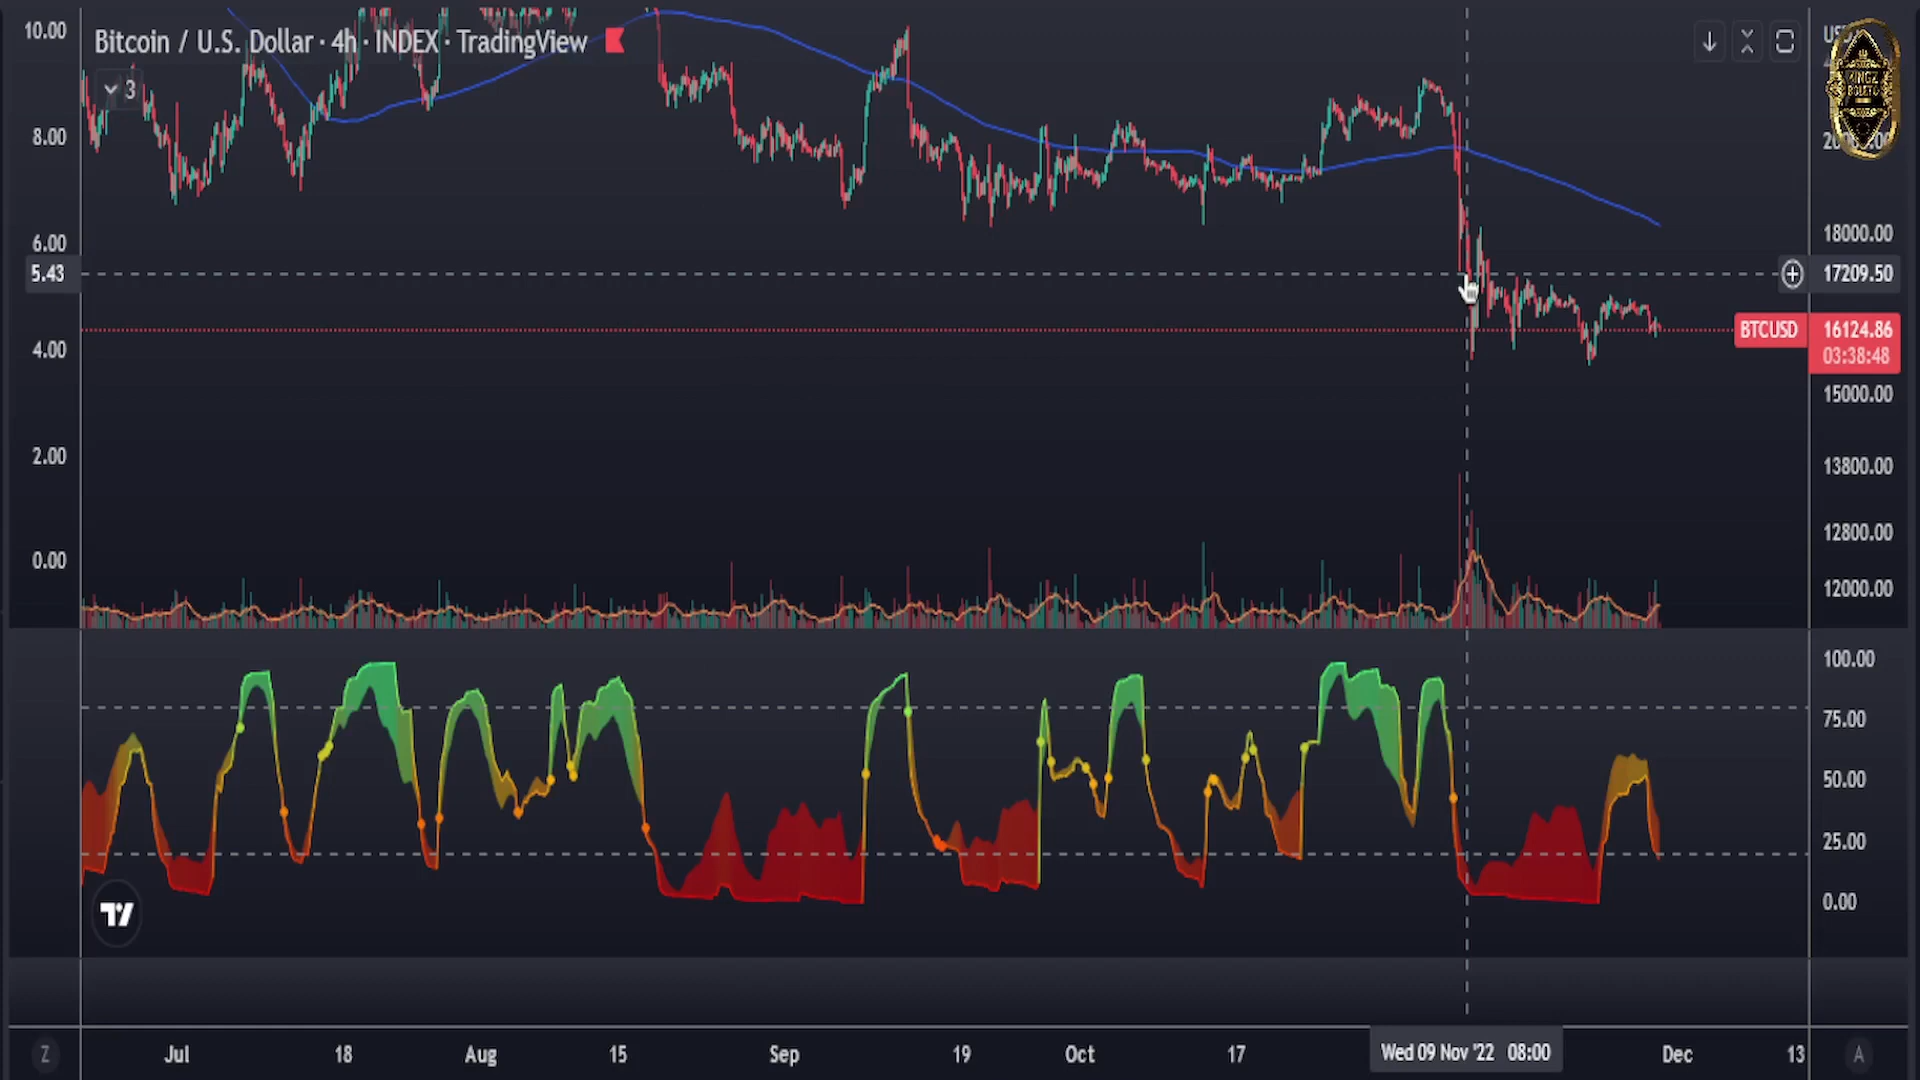 Bitcoin / U.S. Dollar · 4h · INDEX · TradingView
3
10.00
8.00
6.00
5.43
4.00
2.00
0.00
18000.00
17209.50
BTCUSD 16124.86
03:38:48
15000.00
13800.00
12800.00
12000.00
100.00
75.00
50.00
25.00
0.00
Z
Jul
18
Aug
15
Sep
19
Oct
17
Wed 09 Nov '22 08:00
Dec
13
A